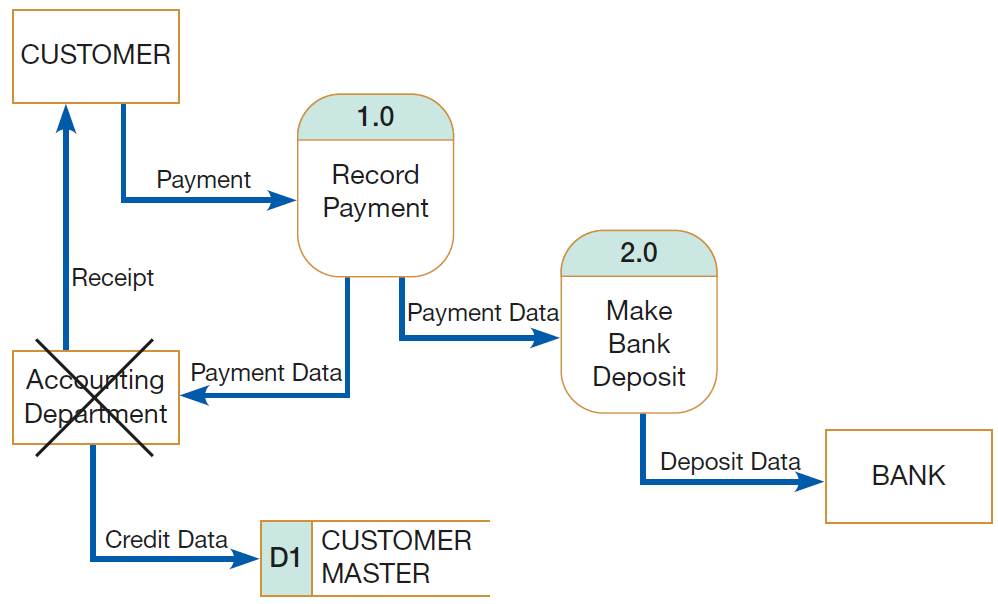 CUSTOMER
1.0
Record
Payment
Payment
2.0
Make
Bank
Deposit
Receipt
Payment Data
Accounting
Department
Payment Data
Deposit Data
BANK
Credit Data
D1
CUSTOMER
MASTER